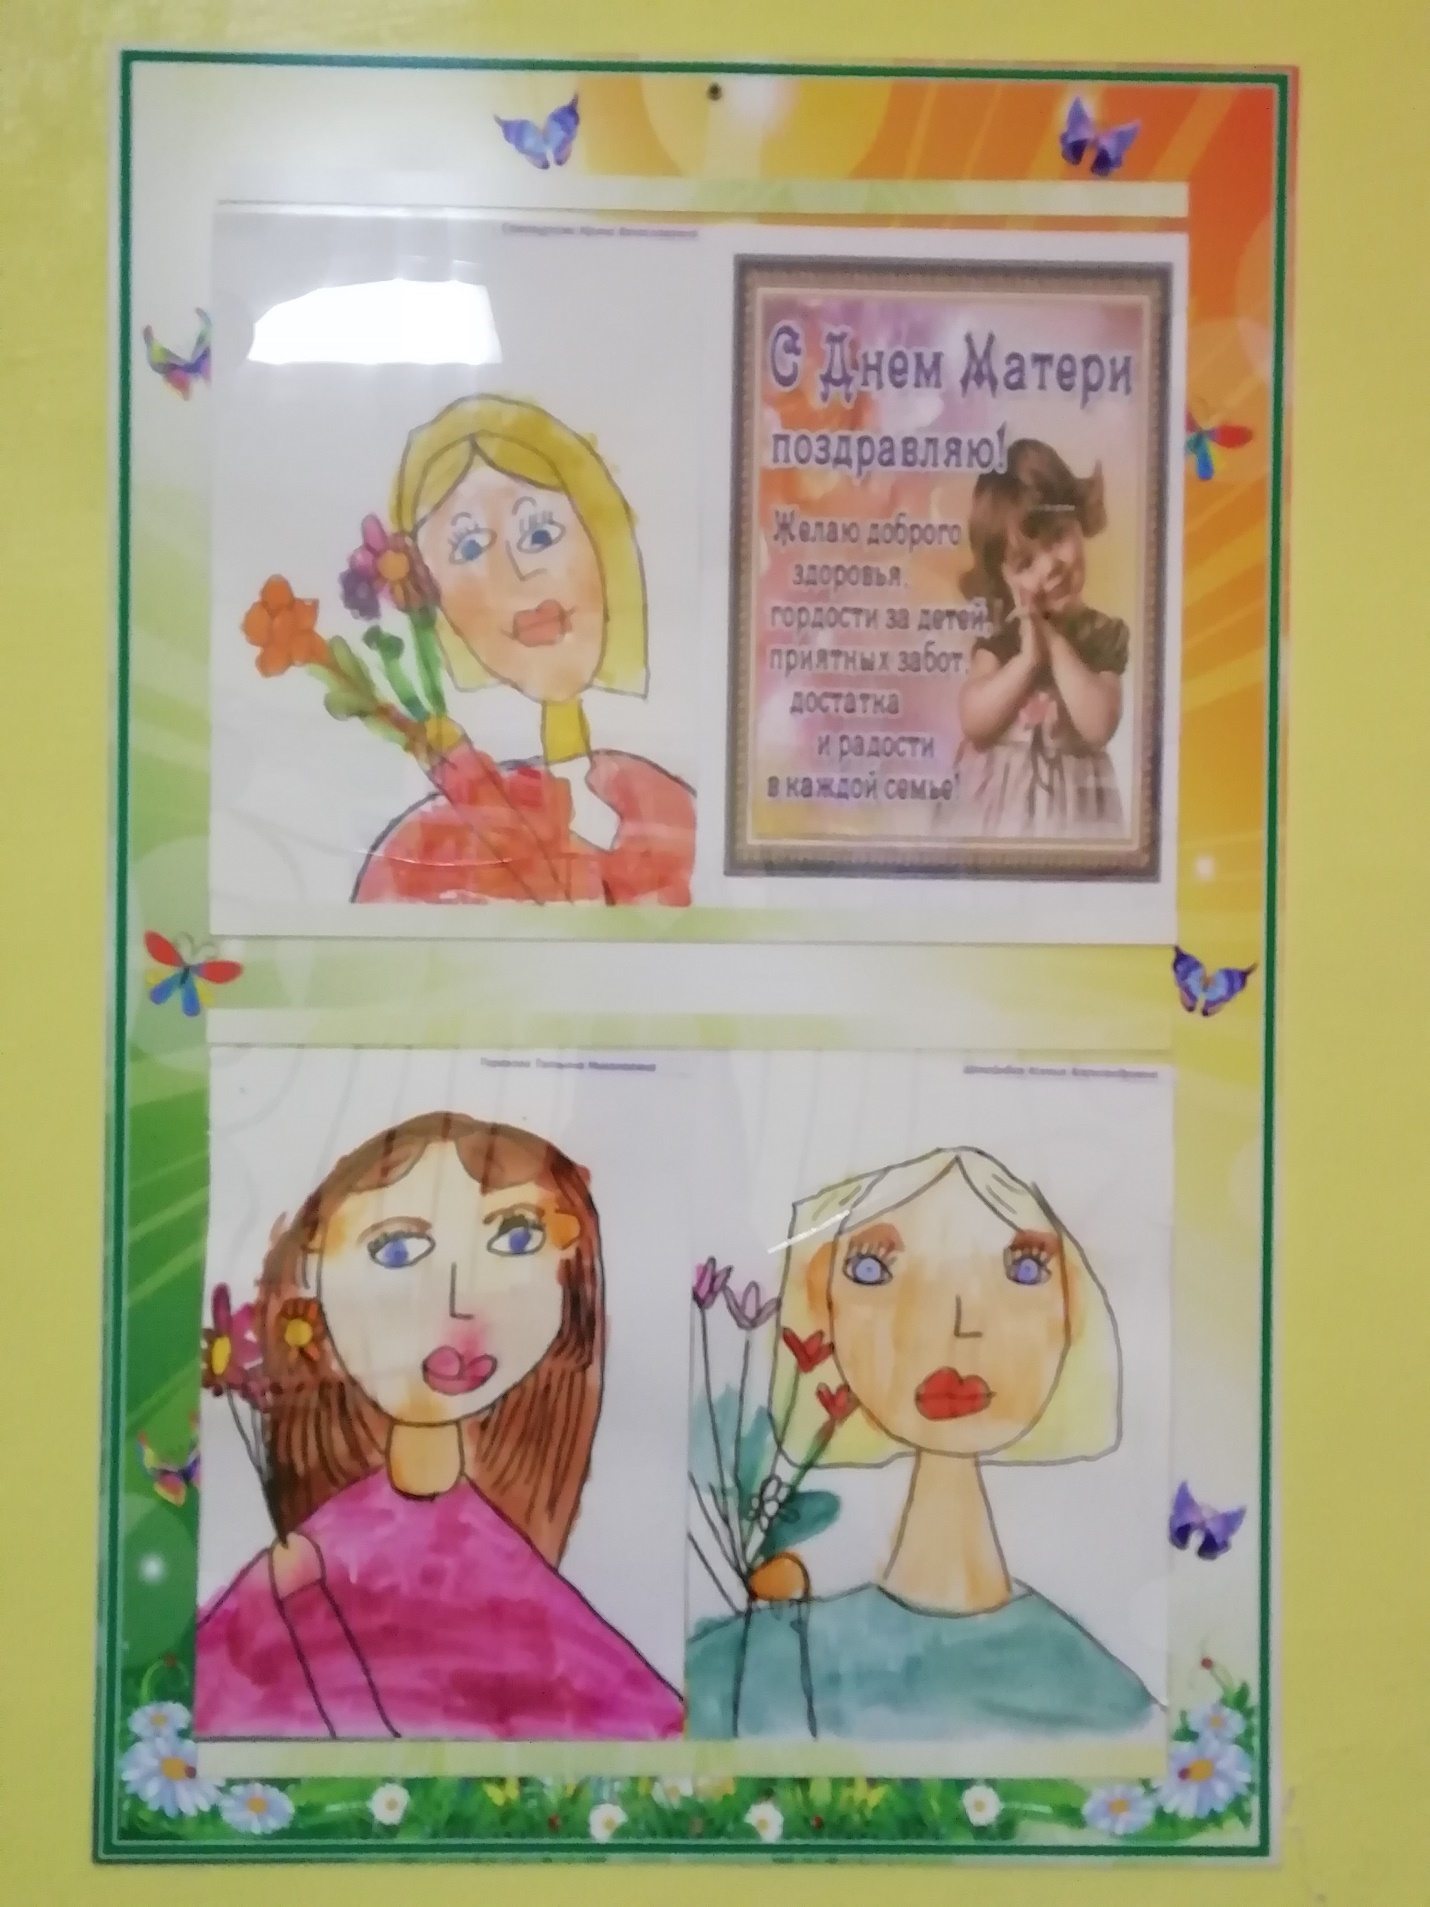 С Днем Матери
поздравляю!
Желаю доброго
здоровья,
гордости за детей,
приятных забот,
достатка
и радости
в каждой семье!